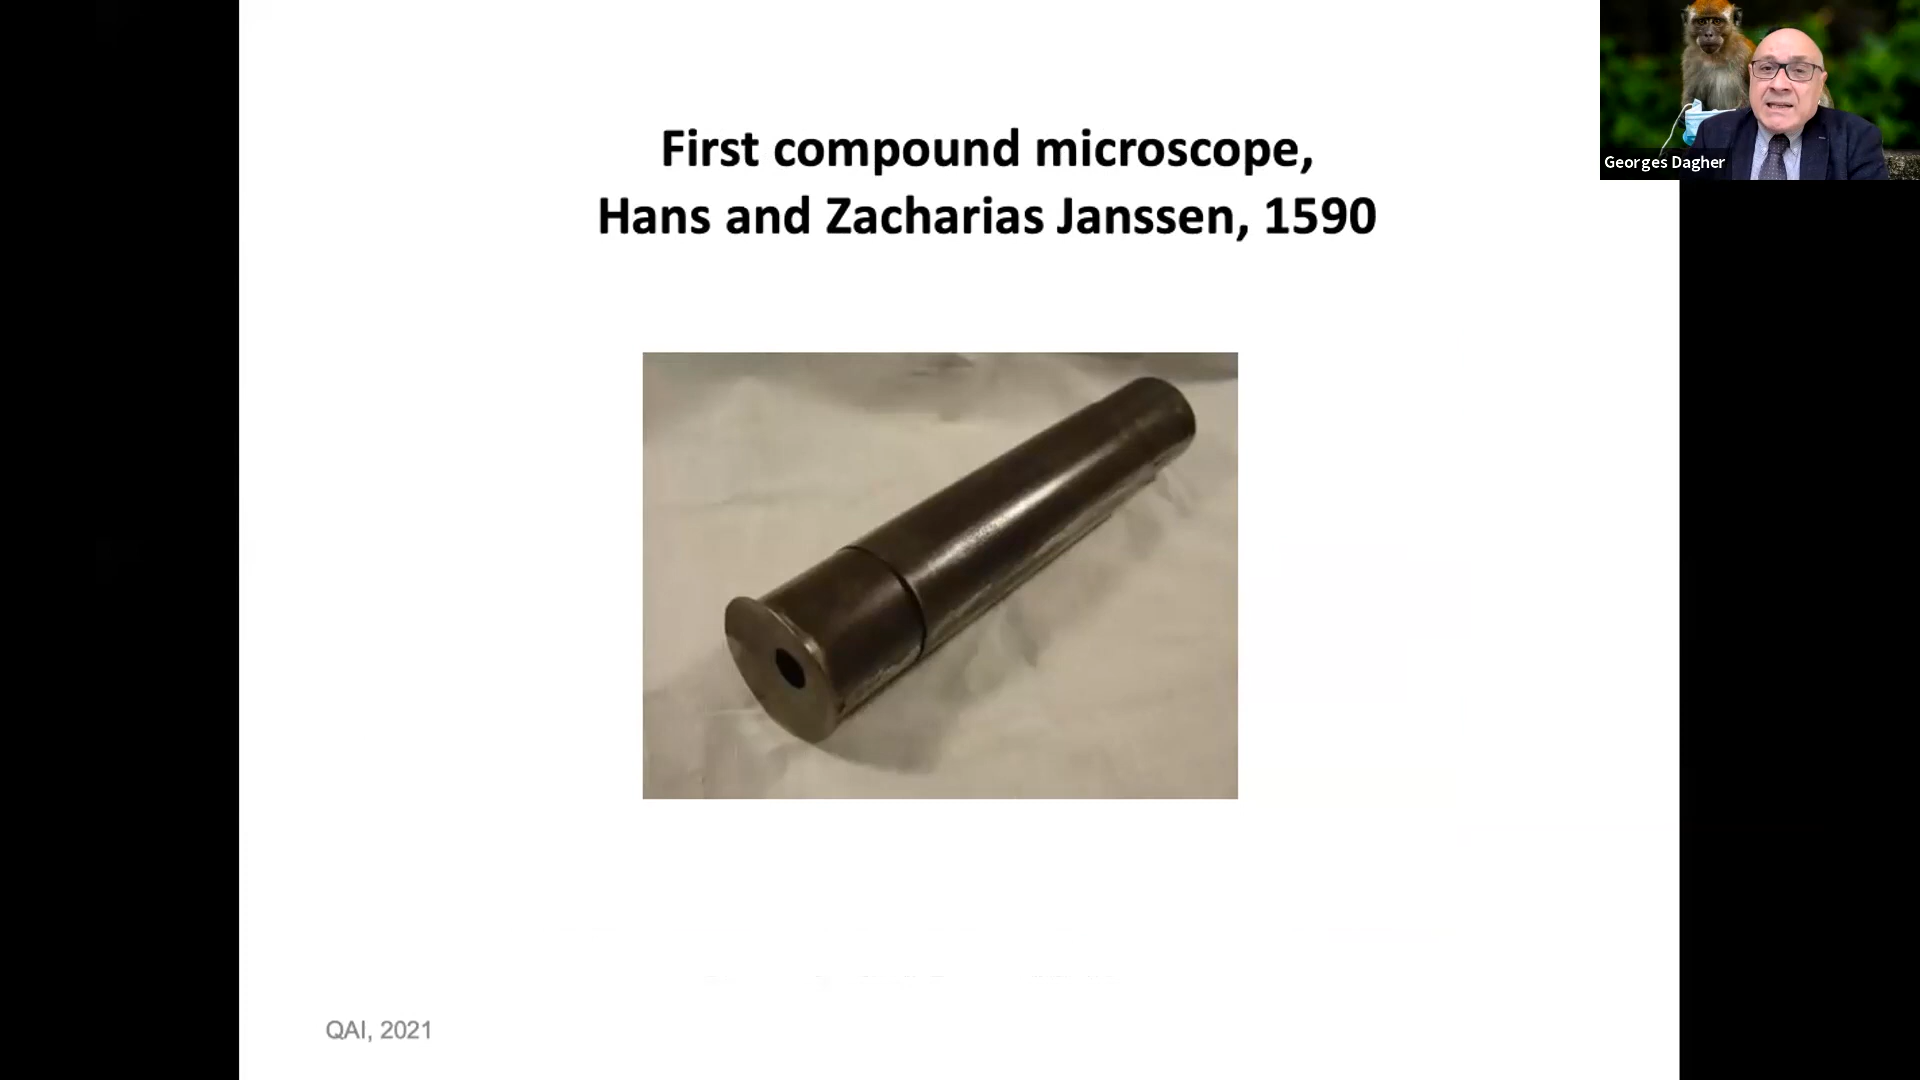 First compound microscope,
Hans and Zacharias Janssen, 1590
Georges Dagher
QAI, 2021